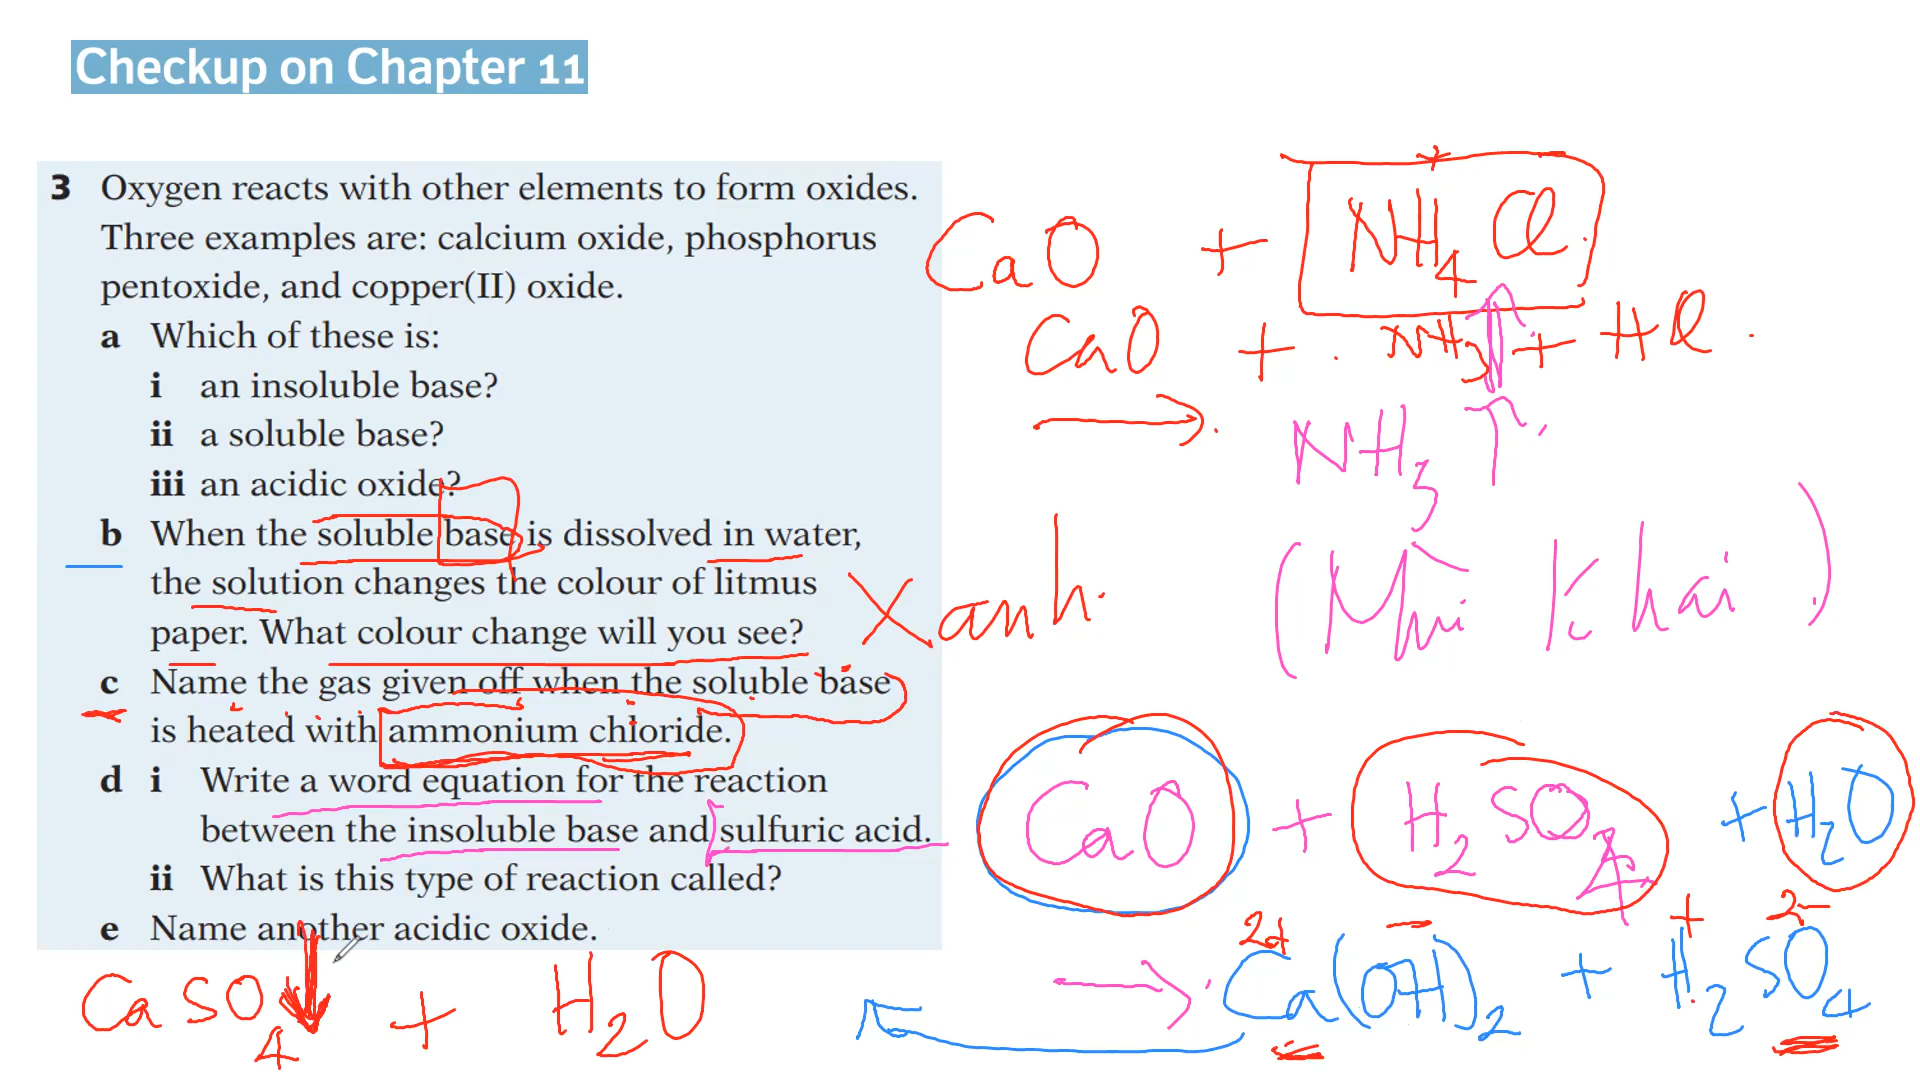 Checkup on Chapter 11
3 Oxygen reacts with other elements to form oxides.
Three examples are: calcium oxide, phosphorus
pentoxide, and copper(II) oxide.
a Which of these is:
i an insoluble base?
ii a soluble base?
iii an acidic oxide?
b When the soluble base is dissolved in water,
the solution changes the colour of litmus
paper. What colour change will you see?
c Name the gas given off when the soluble base
is heated with ammonium chloride.
d i Write a word equation for the reaction
between the insoluble base and sulfuric acid.
ii What is this type of reaction called?
e Name another acidic oxide.
CaO + NH4Cl
CaO + NH3↑ + HCl
→ NH3 ↑
Xanh
(Mùi khai)
CaO + H2SO4 + H2O
→ Ca(OH)2 + H2SO4
2+ - + 2-
CaSO4↓ + H2O